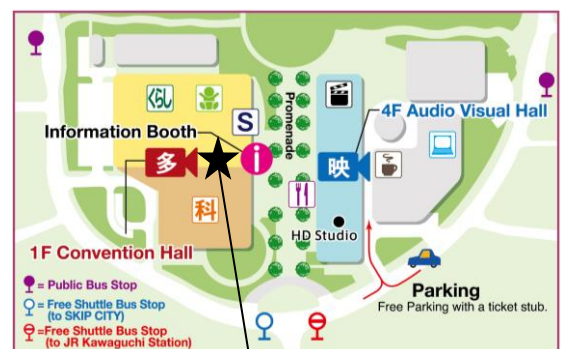 くらし
S
Promenade
4F Audio Visual Hall
Information Booth
多
i
映
科
HD Studio
1F Convention Hall
Parking
Free Parking with a ticket stub.
= Public Bus Stop
= Free Shuttle Bus Stop
(to SKIP CITY)
=Free Shuttle Bus Stop
(to JR Kawaguchi Station)